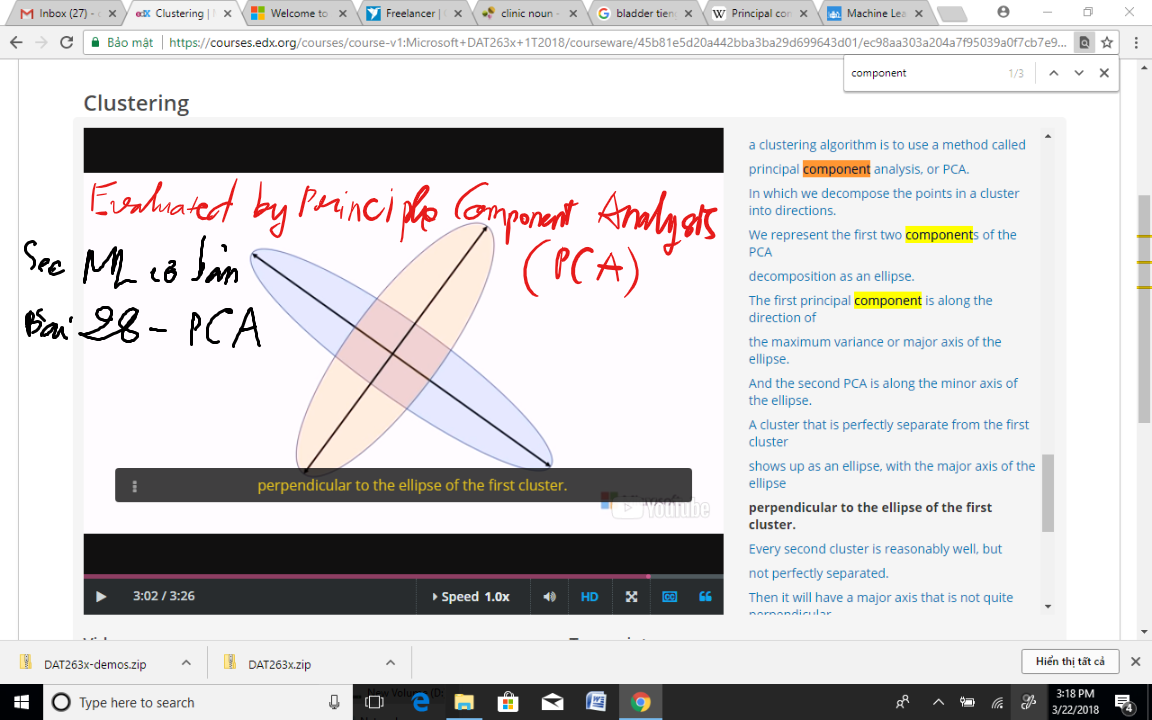 Inbox (27) -
Clustering |
Welcome to
Freelancer |
clinic noun -
bladder tiến
Principal con
Machine Lea
Bảo mật
https://courses.edx.org/courses/course-v1:Microsoft+DAT263x+1T2018/courseware/45b81e5d20a442bba3ba29d699643d01/ec98aa303a204a7f95039a0f7cb7e9...
component 1/3
Clustering
Evaluated by Principle Component Analysis
(PCA)
See ML cơ bản
Bài 28 - PCA
perpendicular to the ellipse of the first cluster.
YouTube
3:02 / 3:26
Speed 1.0x
HD
CC
a clustering algorithm is to use a method called
principal component analysis, or PCA.
In which we decompose the points in a cluster
into directions.
We represent the first two components of the
PCA
decomposition as an ellipse.
The first principal component is along the
direction of
the maximum variance or major axis of the
ellipse.
And the second PCA is along the minor axis of
the ellipse.
A cluster that is perfectly separate from the first
cluster
shows up as an ellipse, with the major axis of the
ellipse
perpendicular to the ellipse of the first
cluster.
Every second cluster is reasonably well, but
not perfectly separated.
Then it will have a major axis that is not quite
perpendicular
DAT263x-demos.zip
DAT263x.zip
Hiển thị tất cả
Type here to search
3:18 PM
3/22/2018
4